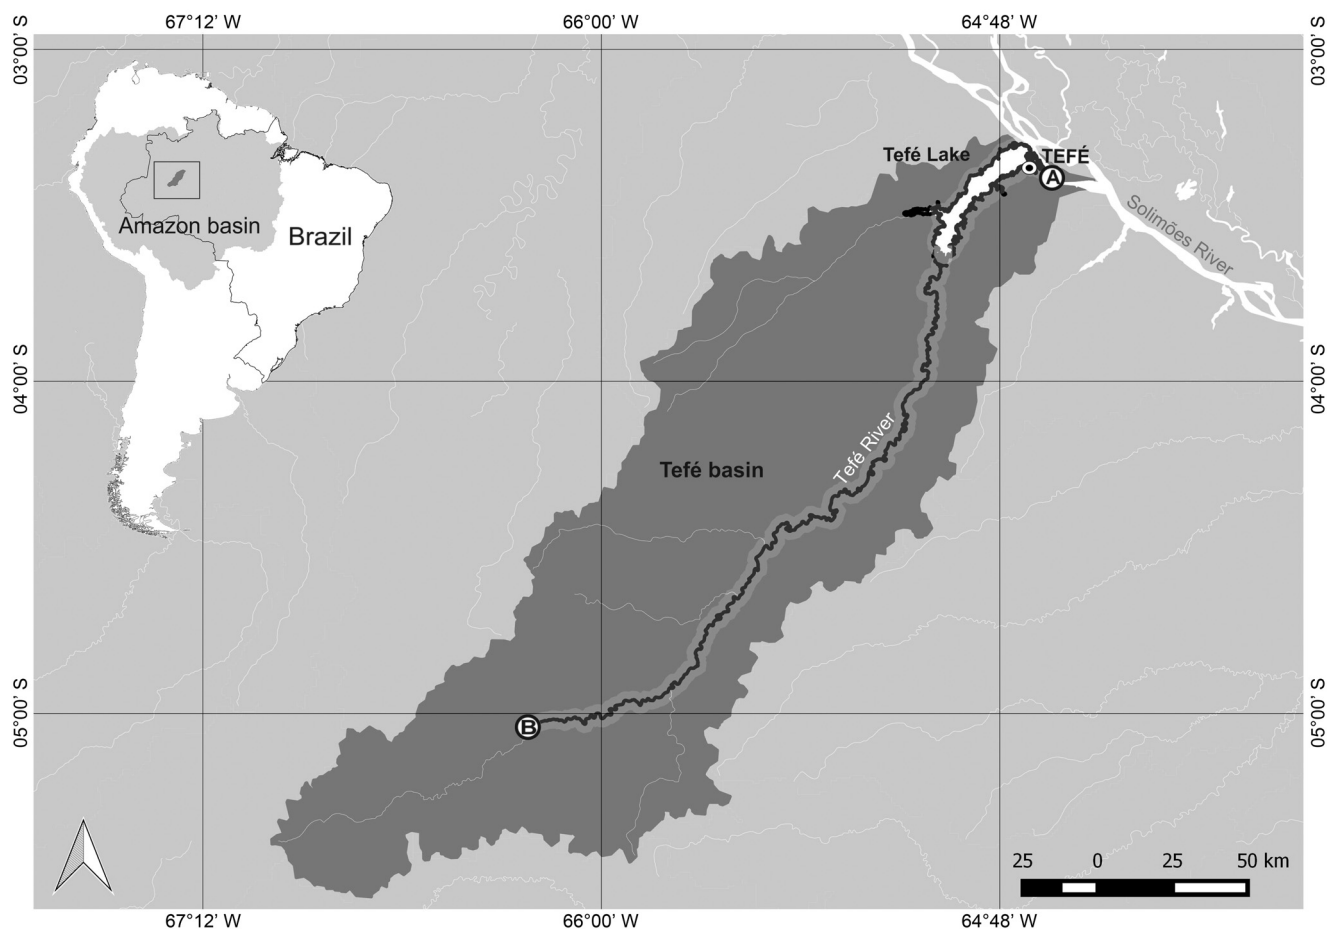 67°12' W
66°00' W
64°48' W
03°00' S
03°00' S
Tefé Lake
TEFÉ
A
Solimões River
Amazon basin
Brazil
04°00' S
04°00' S
Tefé River
Tefé basin
05°00' S
05°00' S
B
25 0 25 50 km
67°12' W
66°00' W
64°48' W